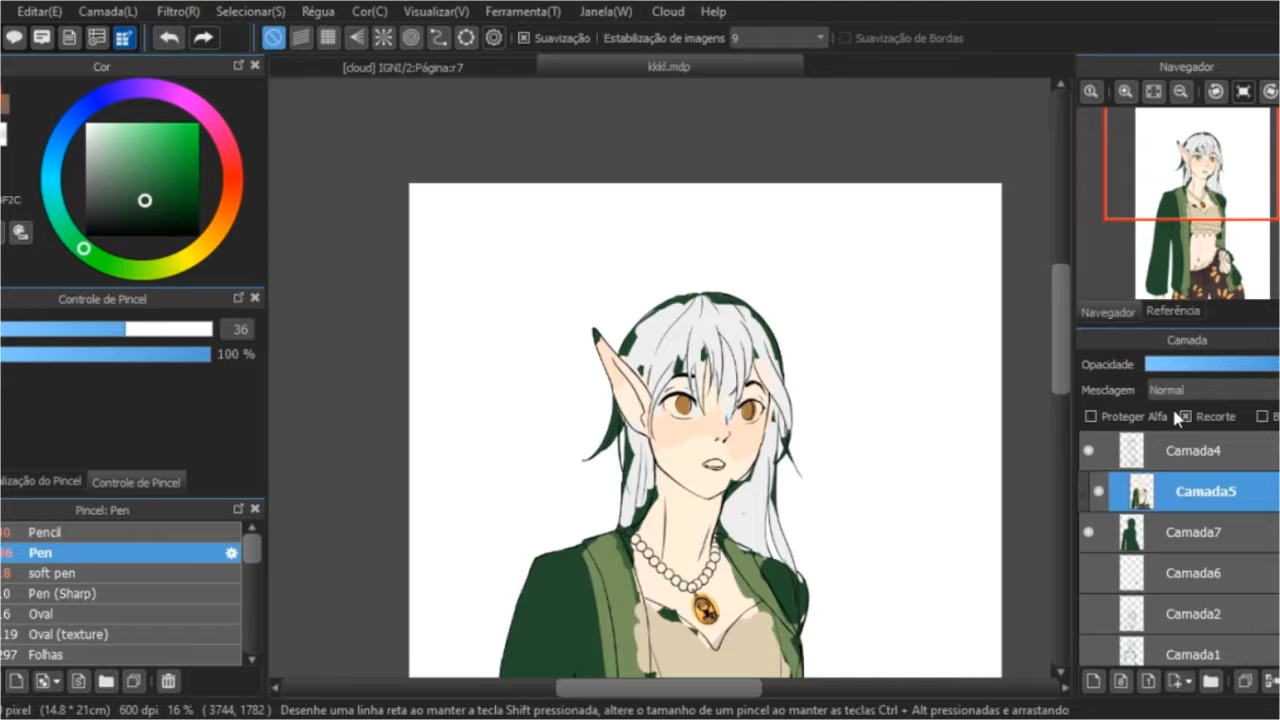 Editar(E) Camada(L) Filtro(R) Selecionar(S) Régua Cor(C) Visualizar(V) Ferramenta(T) Janela(W) Cloud Help
Suavização Estabilização de imagens 9 Suavização de Bordas
Cor
[cloud] IGNI/2:Página:r7
kkkl.mdp
Navegador
F2C
Controle de Pincel
36
100 %
Navegador Referência
Camada
Opacidade
Mesclagem Normal
Proteger Alfa Recorte
Camada4
Camada5
Camada7
Camada6
Camada2
Camada1
Controle de Pincel
Pincel: Pen
Pencil
Pen
soft pen
Pen (Sharp)
Oval
119 Oval (texture)
297 Folhas
pixel (14.8 * 21cm) 600 dpi 16 % ( 3744, 1782 ) Desenhe uma linha reta ao manter a tecla Shift pressionada, altere o tamanho de um pincel ao manter as teclas Ctrl + Alt pressionadas e arrastando